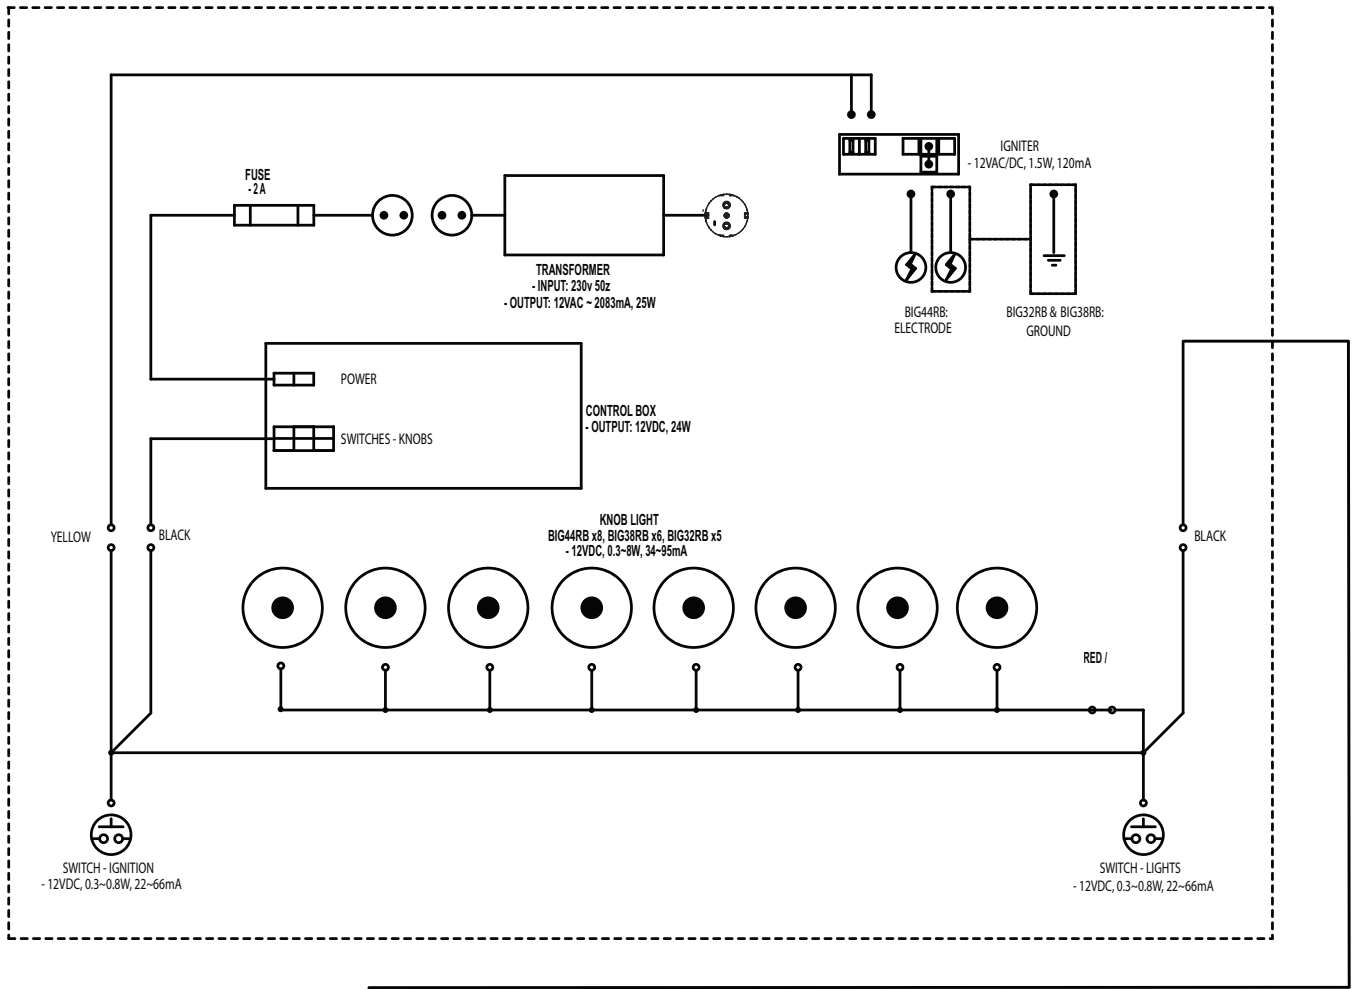 IGNITER
- 12VAC/DC, 1.5W, 120mA
FUSE
- 2 A
TRANSFORMER
- INPUT: 230v 50z
- OUTPUT: 12VAC ~ 2083mA, 25W
BIG44RB:
ELECTRODE
BIG32RB & BIG38RB:
GROUND
POWER
CONTROL BOX
- OUTPUT: 12VDC, 24W
SWITCHES - KNOBS
YELLOW
BLACK
KNOB LIGHT
BIG44RB x8, BIG38RB x6, BIG32RB x5
- 12VDC, 0.3~8W, 34~95mA
BLACK
RED /
SWITCH - IGNITION
- 12VDC, 0.3~0.8W, 22~66mA
SWITCH - LIGHTS
- 12VDC, 0.3~0.8W, 22~66mA